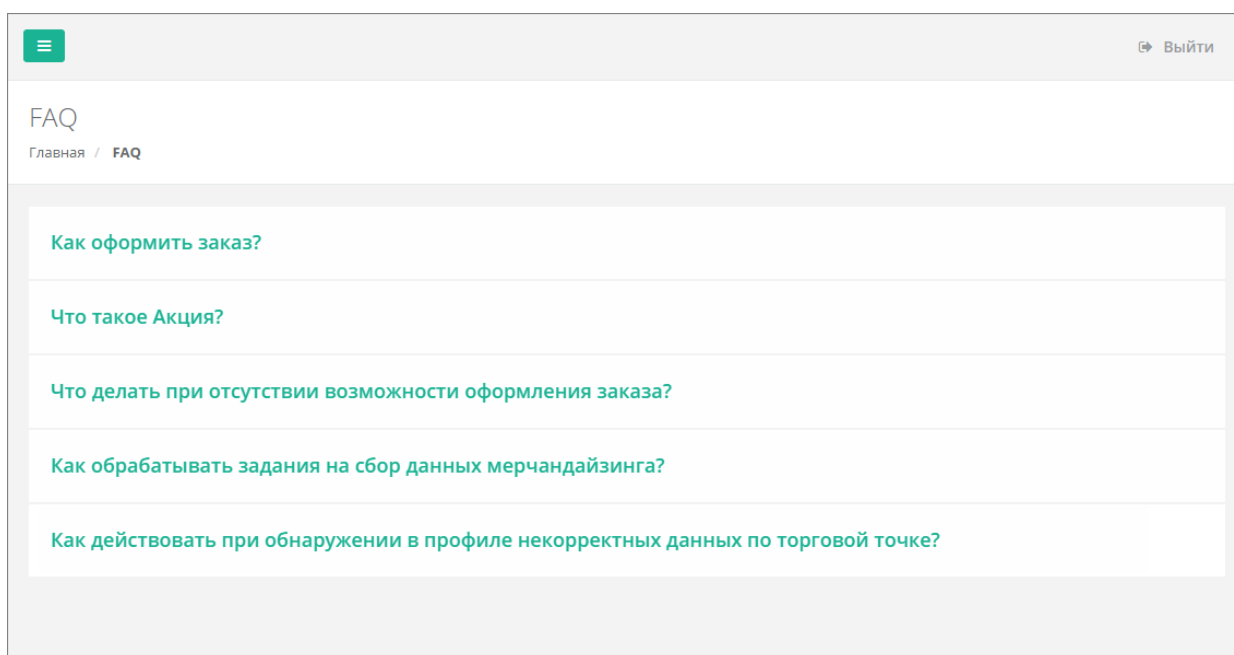 Выйти
FAQ
Главная / FAQ
Как оформить заказ?
Что такое Акция?
Что делать при отсутствии возможности оформления заказа?
Как обрабатывать задания на сбор данных мерчандайзинга?
Как действовать при обнаружении в профиле некорректных данных по торговой точке?